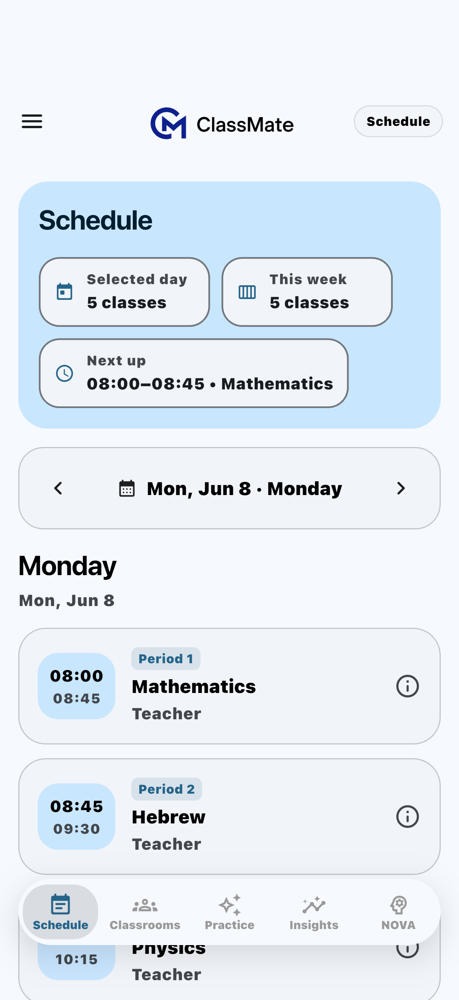 ClassMate
Schedule
Schedule
Selected day
5 classes
This week
5 classes
Next up
08:00–08:45 • Mathematics
Mon, Jun 8 · Monday
Monday
Mon, Jun 8
Period 1
08:00
08:45
Mathematics
Teacher
Period 2
08:45
09:30
Hebrew
Teacher
Physics
10:15
Teacher
Schedule
Classrooms
Practice
Insights
NOVA